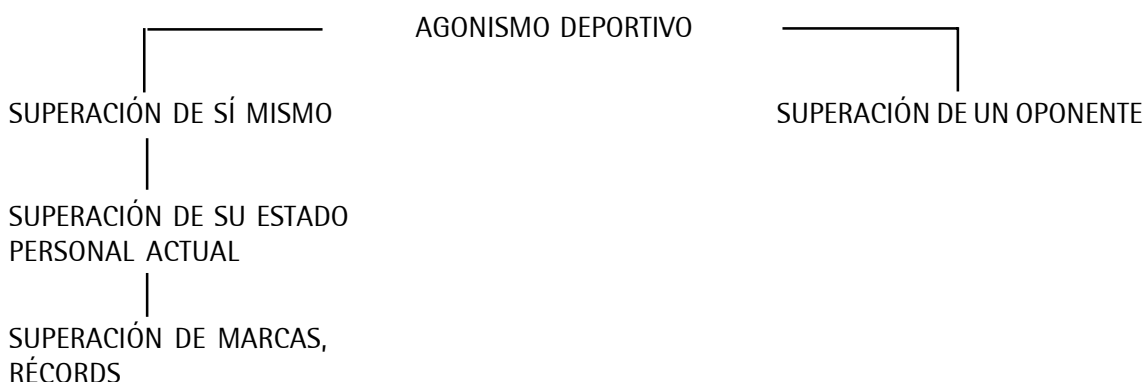 AGONISMO DEPORTIVO
SUPERACIÓN DE SÍ MISMO
SUPERACIÓN DE UN OPONENTE
SUPERACIÓN DE SU ESTADO
PERSONAL ACTUAL
SUPERACIÓN DE MARCAS,
RÉCORDS